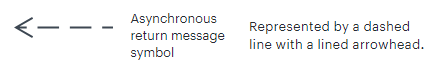 Asynchronous
return message
symbol
Represented by a dashed
line with a lined arrowhead.